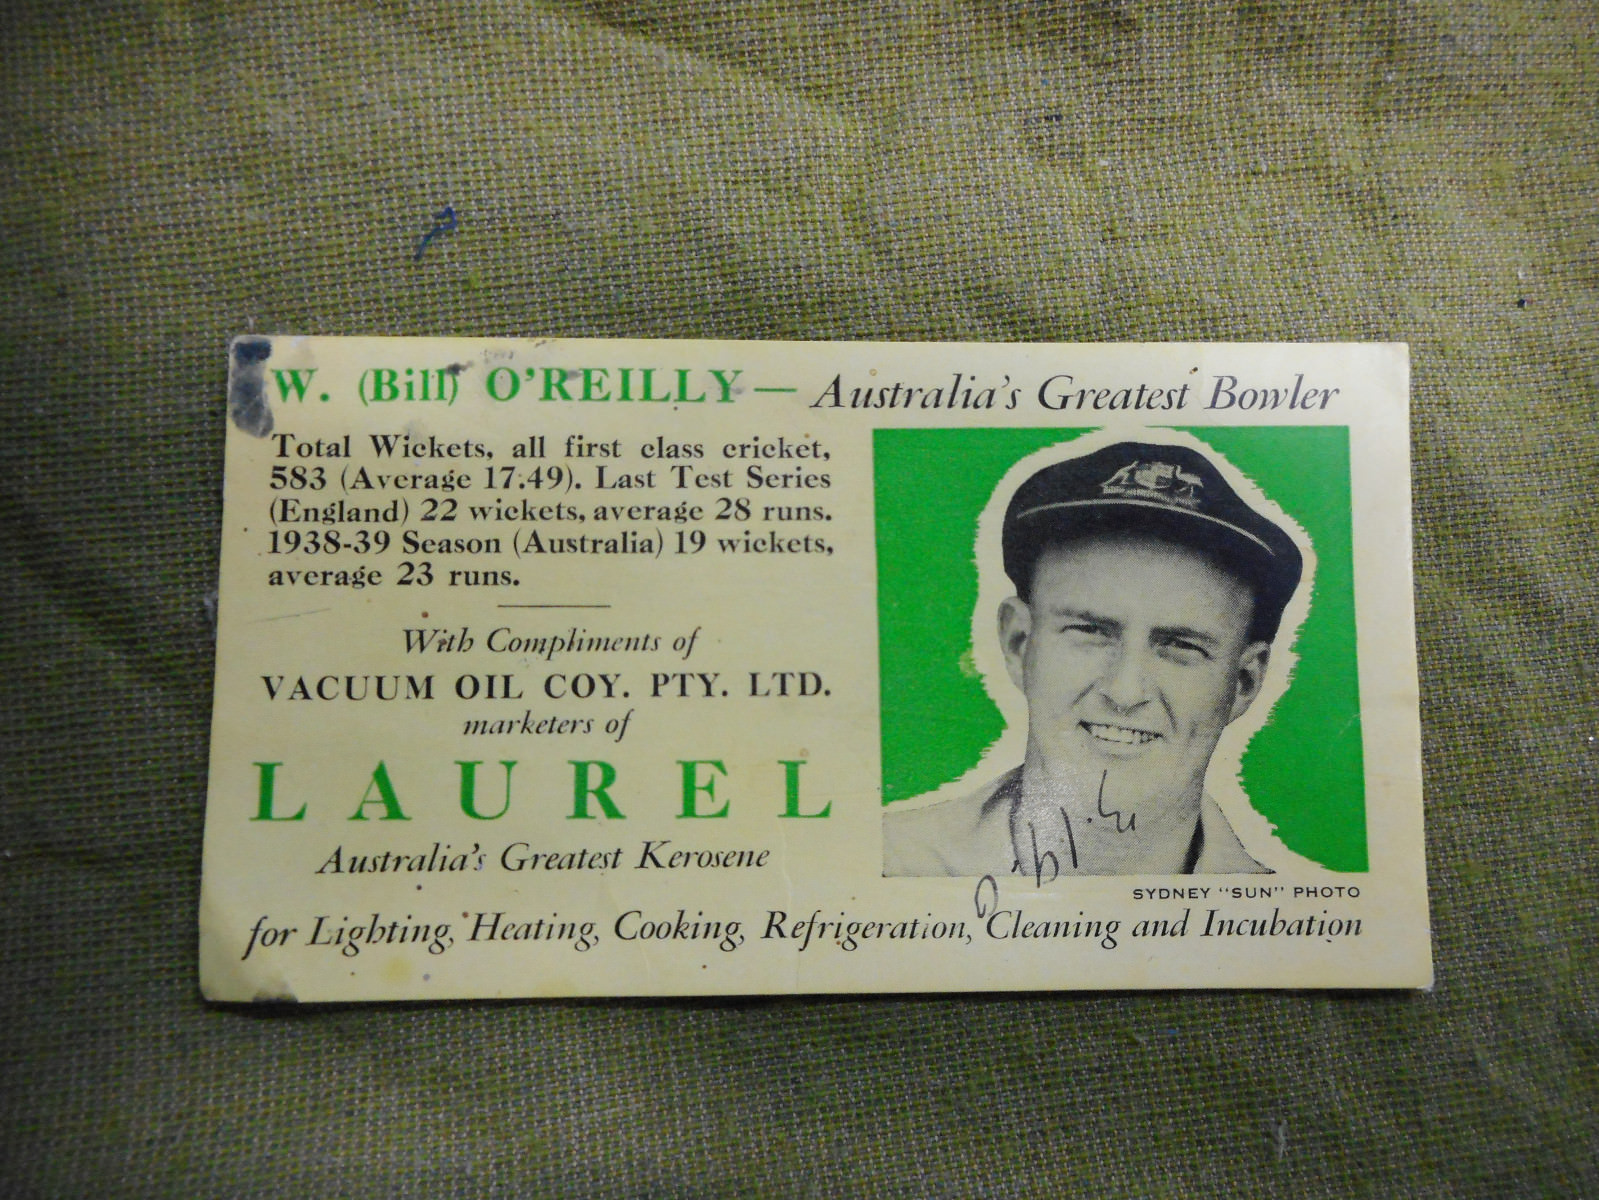 W. (Bill) O'REILLY — Australia's Greatest Bowler
Total Wickets, all first class cricket,
583 (Average 17.49). Last Test Series
(England) 22 wickets, average 28 runs.
1938-39 Season (Australia) 19 wickets,
average 23 runs.
With Compliments of
VACUUM OIL COY. PTY. LTD.
marketers of
LAUREL
Australia's Greatest Kerosene
SYDNEY "SUN" PHOTO
for Lighting, Heating, Cooking, Refrigeration, Cleaning and Incubation